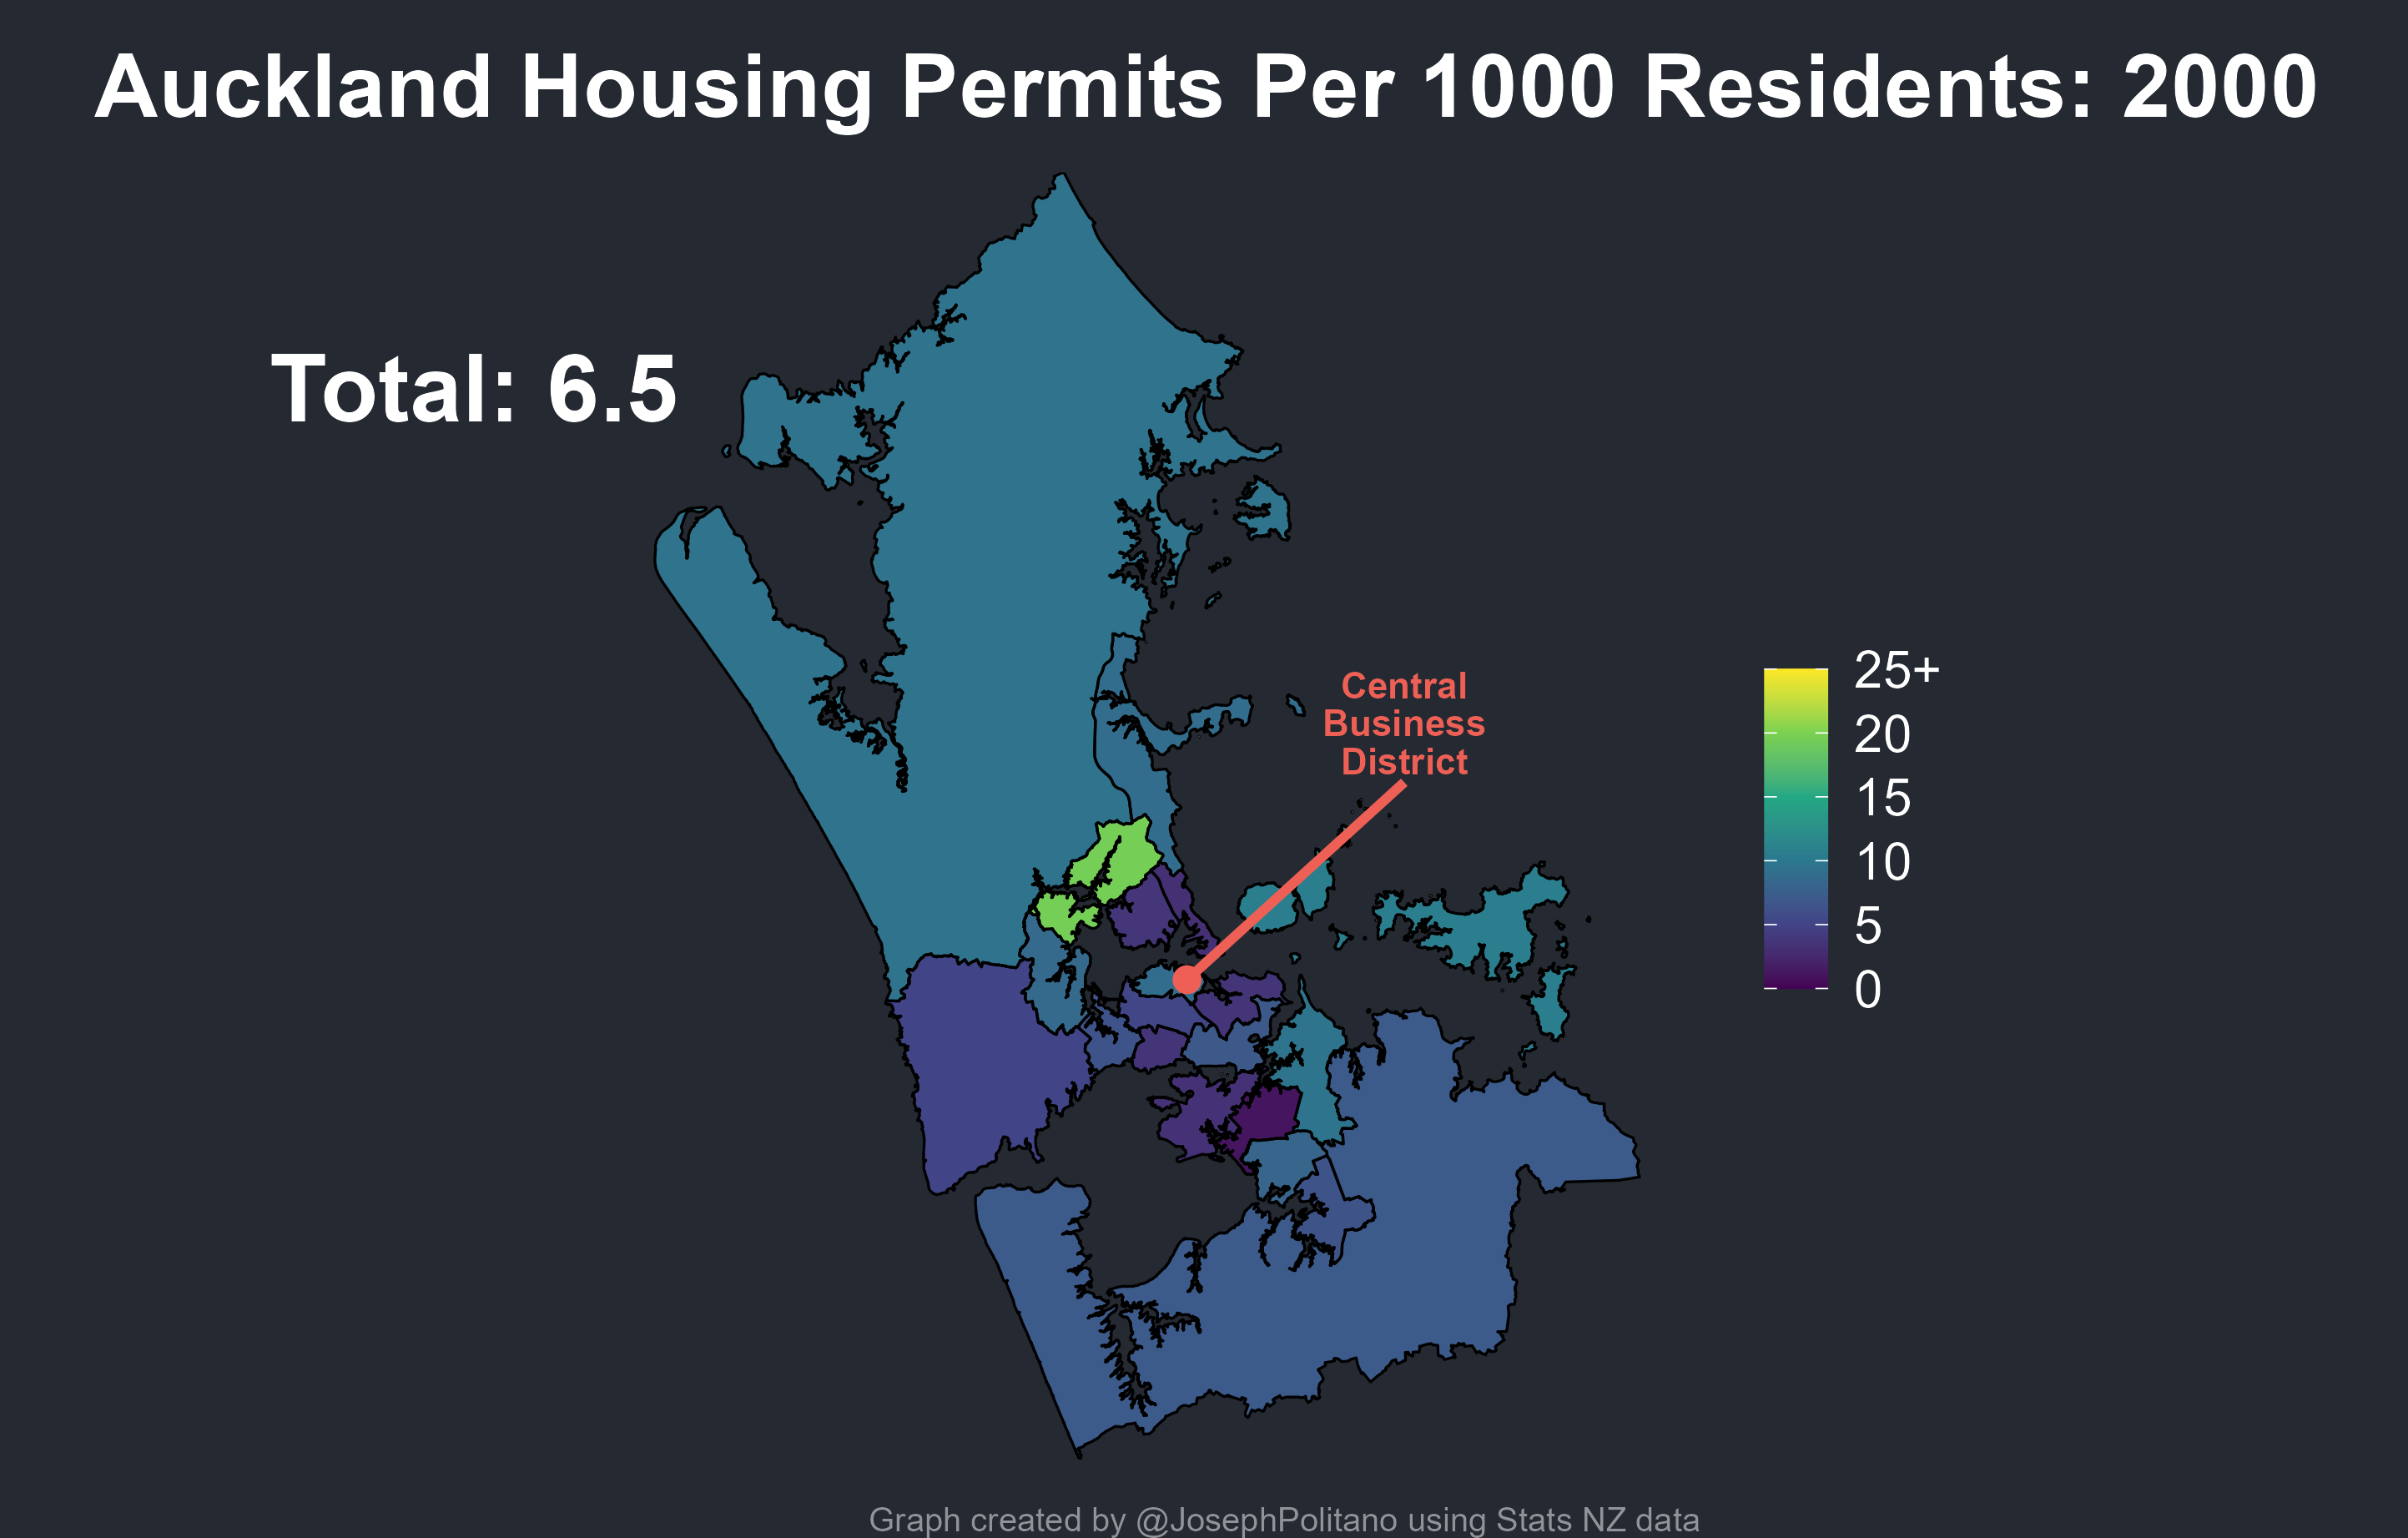 Auckland Housing Permits Per 1000 Residents: 2000
Total: 6.5
Central
Business
District
25+
20
15
10
5
0
Graph created by @JosephPolitano using Stats NZ data